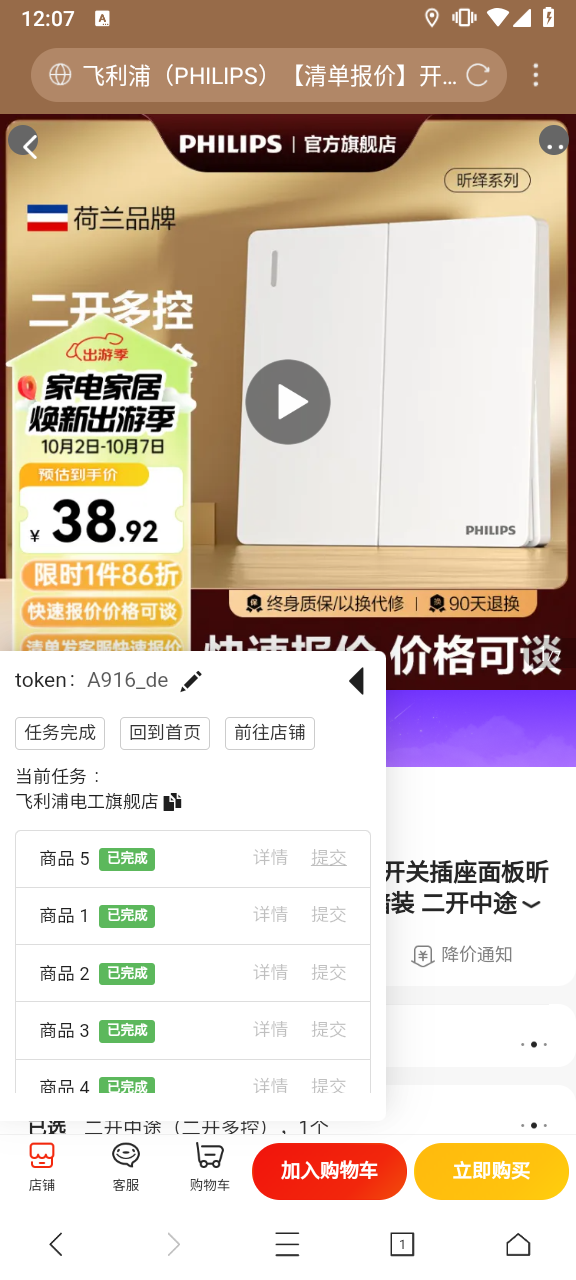 12:07
飞利浦（PHILIPS）【清单报价】开...
PHILIPS | 官方旗舰店
昕绎系列
荷兰品牌
二开多控
出游季
家电家居
焕新出游季
10月2日-10月7日
预估到手价
¥ 38.92
限时1件86折
快速报价价格可谈
清单发客服快速报价
PHILIPS
终身质保/以换代修 | 90天退换
快速报价 价格可谈
token： A916_de
任务完成 回到首页 前往店铺
当前任务：
飞利浦电工旗舰店
商品 5 已完成 详情 提交
商品 1 已完成 详情 提交
商品 2 已完成 详情 提交
商品 3 已完成 详情 提交
商品 4 已完成 详情 提交
开关插座面板昕
装 二开中途
降价通知
已选 二开中途（二开多控），1个
店铺 客服 购物车 加入购物车 立即购买
1